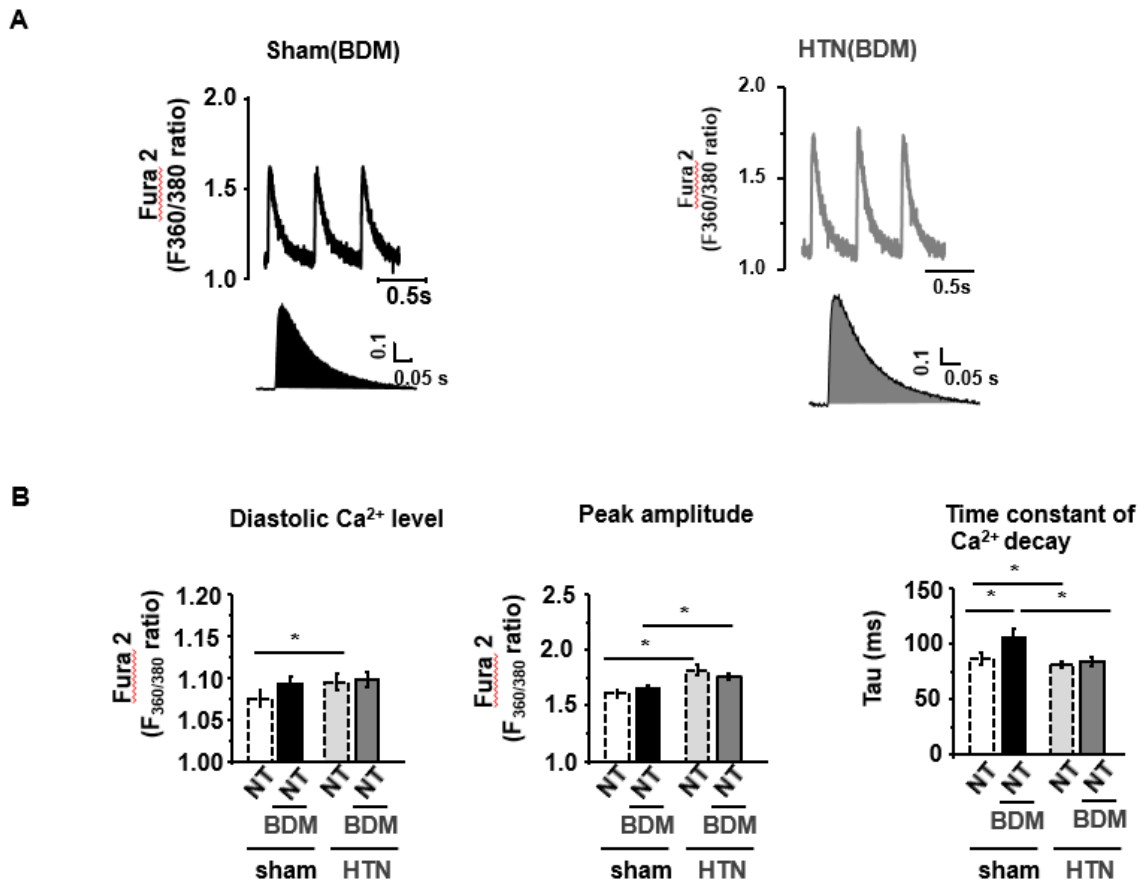 A
Sham(BDM)
HTN(BDM)
Fura 2
(F360/380 ratio)
2.0
1.5
1.0
0.5s
0.1
0.05 s
Fura 2
(F360/380 ratio)
2.0
1.5
1.0
0.5s
0.1
0.05 s
B
Diastolic Ca²⁺ level
Fura 2
(F360/380 ratio)
1.20
1.15
1.10
1.05
1.00
*
NT NT NT NT
BDM BDM
sham HTN
Peak amplitude
Fura 2
(F360/380 ratio)
2.5
2.0
1.5
1.0
*
*
NT NT NT NT
BDM BDM
sham HTN
Time constant of
Ca²⁺ decay
Tau (ms)
150
100
50
0
*
* *
NT NT NT NT
BDM BDM
sham HTN